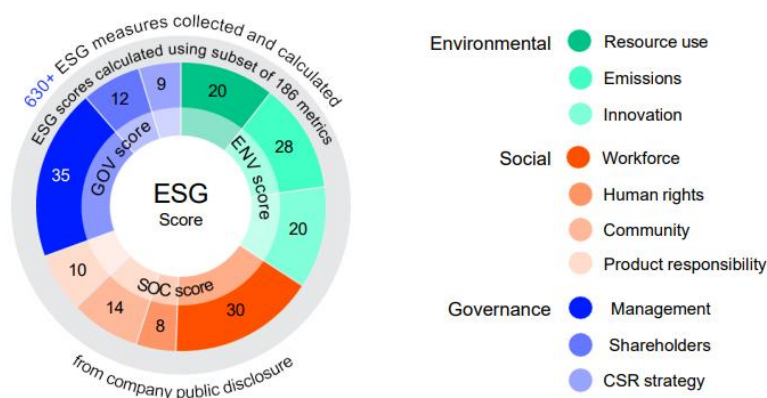 630+ ESG measures collected and calculated
ESG scores calculated using subset of 186 metrics
from company public disclosure
ESG
Score
ENV score
SOC score
GOV score
20
28
20
30
8
14
10
35
12
9
Environmental
Resource use
Emissions
Innovation
Social
Workforce
Human rights
Community
Product responsibility
Governance
Management
Shareholders
CSR strategy